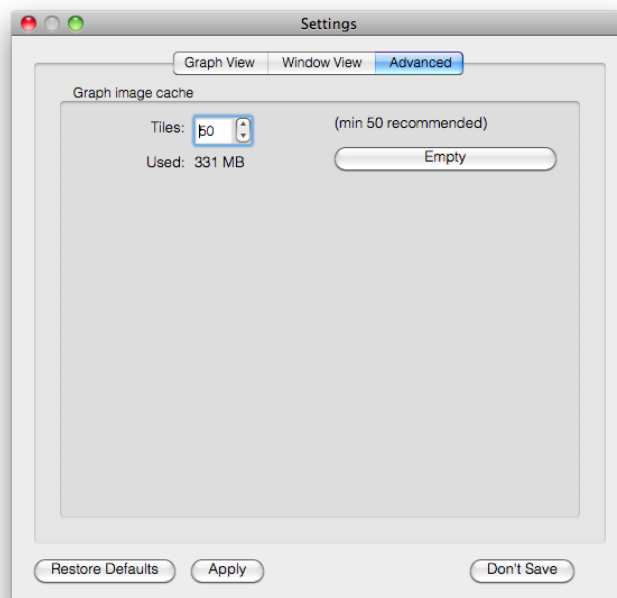 Settings
Graph View Window View Advanced
Graph image cache
Tiles: 50 (min 50 recommended)
Used: 331 MB Empty
Restore Defaults Apply Don't Save